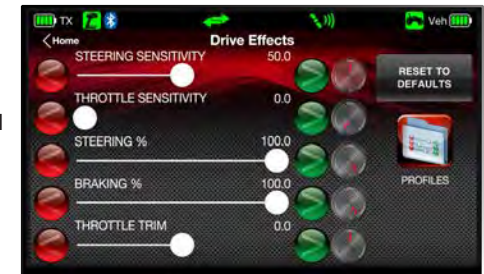 TX Veh
<Home Drive Effects
STEERING SENSITIVITY 50.0
RESET TO
DEFAULTS
THROTTLE SENSITIVITY 0.0
STEERING % 100.0
BRAKING % 100.0
PROFILES
THROTTLE TRIM 0.0